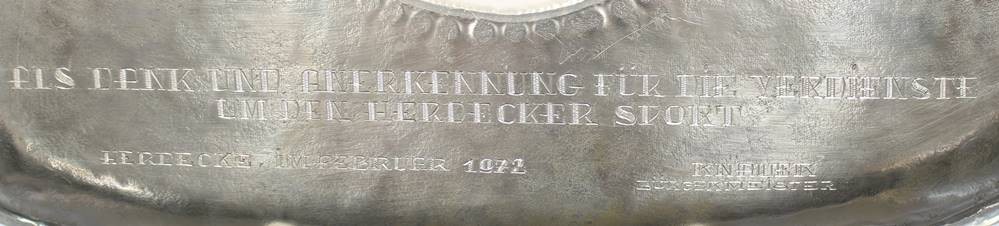 ALS DANK UND ANERKENNUNG FÜR DIE VERDIENSTE
UM DEN HERDECKER SPORT
HERDECKE, IM FEBRUAR 1972
BÜRGERMEISTER